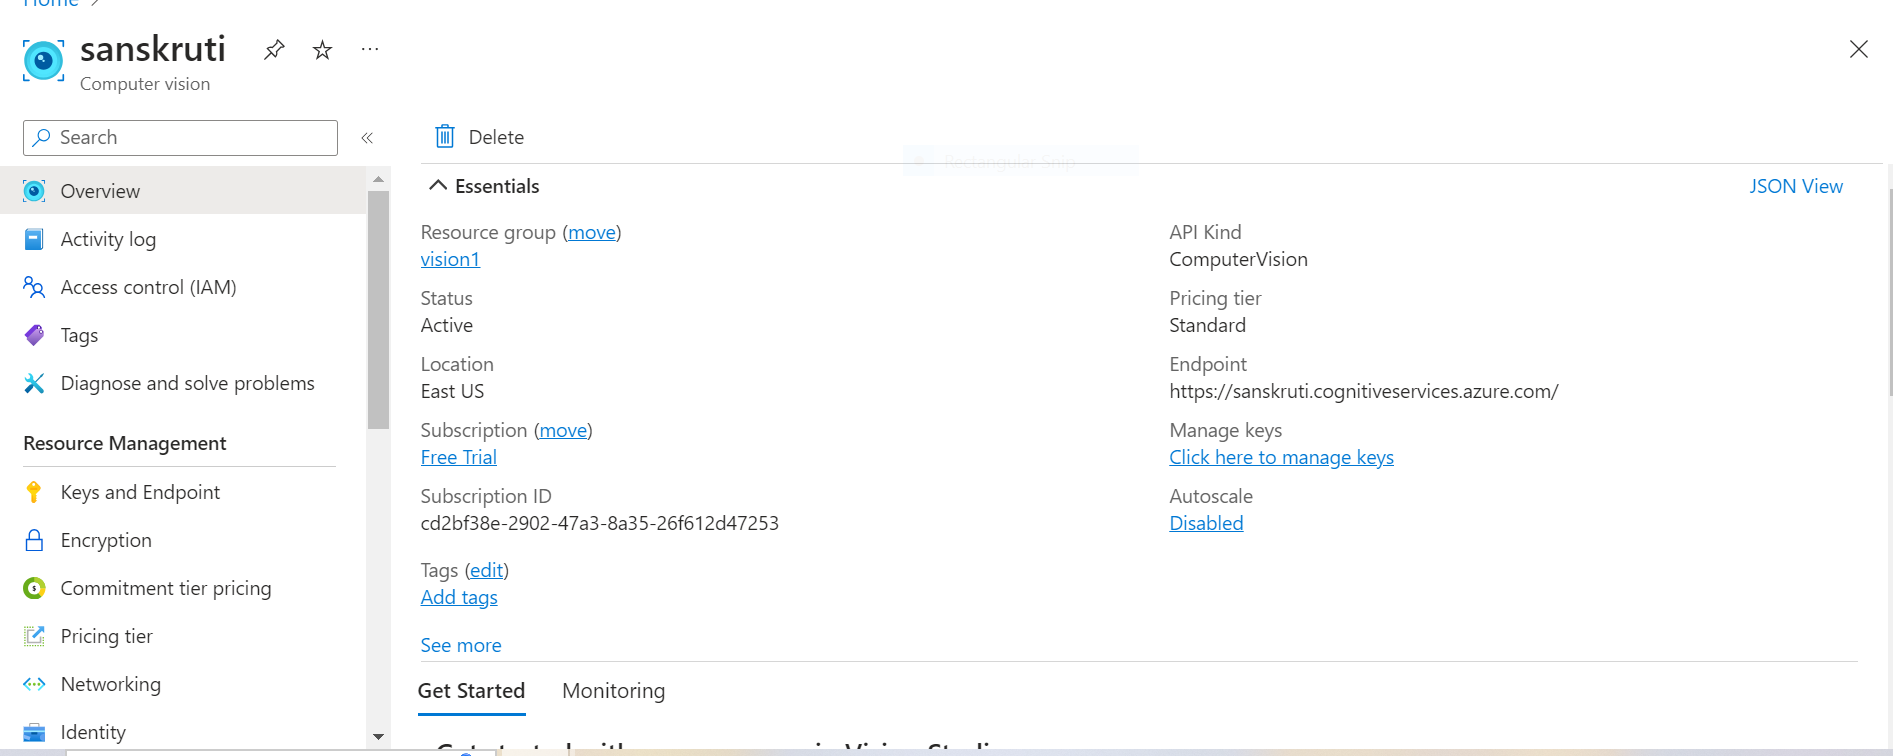 Home
sanskruti
Computer vision
Search
Overview
Activity log
Access control (IAM)
Tags
Diagnose and solve problems
Resource Management
Keys and Endpoint
Encryption
Commitment tier pricing
Pricing tier
Networking
Identity
Delete
Rectangular Snip
Essentials
JSON View
Resource group (move)
vision1
Status
Active
Location
East US
Subscription (move)
Free Trial
Subscription ID
cd2bf38e-2902-47a3-8a35-26f612d47253
Tags (edit)
Add tags
See more
API Kind
ComputerVision
Pricing tier
Standard
Endpoint
https://sanskruti.cognitiveservices.azure.com/
Manage keys
Click here to manage keys
Autoscale
Disabled
Get Started
Monitoring